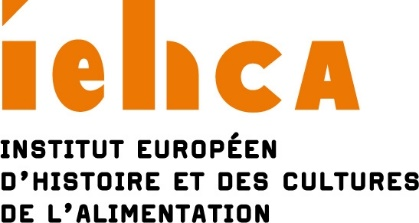 iehca
INSTITUT EUROPÉEN
D'HISTOIRE ET DES CULTURES
DE L'ALIMENTATION